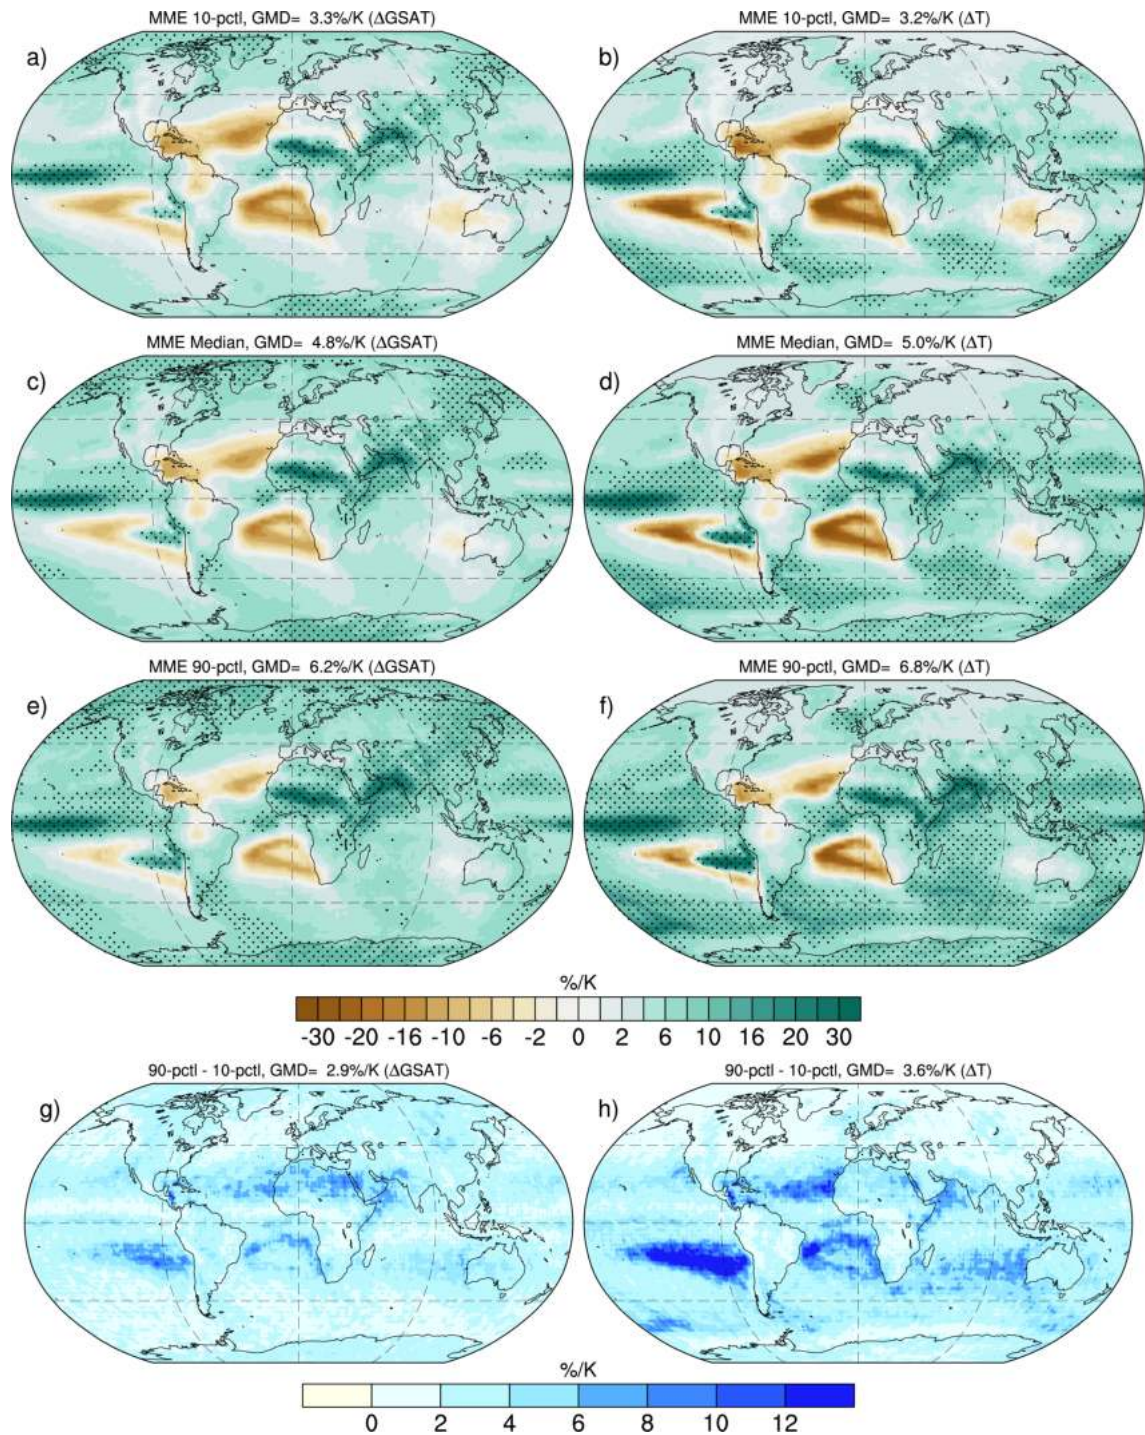 MME 10-pctl, GMD= 3.3%/K (ΔGSAT)
MME 10-pctl, GMD= 3.2%/K (ΔT)
a)
b)
MME Median, GMD= 4.8%/K (ΔGSAT)
MME Median, GMD= 5.0%/K (ΔT)
c)
d)
MME 90-pctl, GMD= 6.2%/K (ΔGSAT)
MME 90-pctl, GMD= 6.8%/K (ΔT)
e)
f)
%/K
-30 -20 -16 -10 -6 -2 0 2 6 10 16 20 30
90-pctl - 10-pctl, GMD= 2.9%/K (ΔGSAT)
90-pctl - 10-pctl, GMD= 3.6%/K (ΔT)
g)
h)
%/K
0 2 4 6 8 10 12